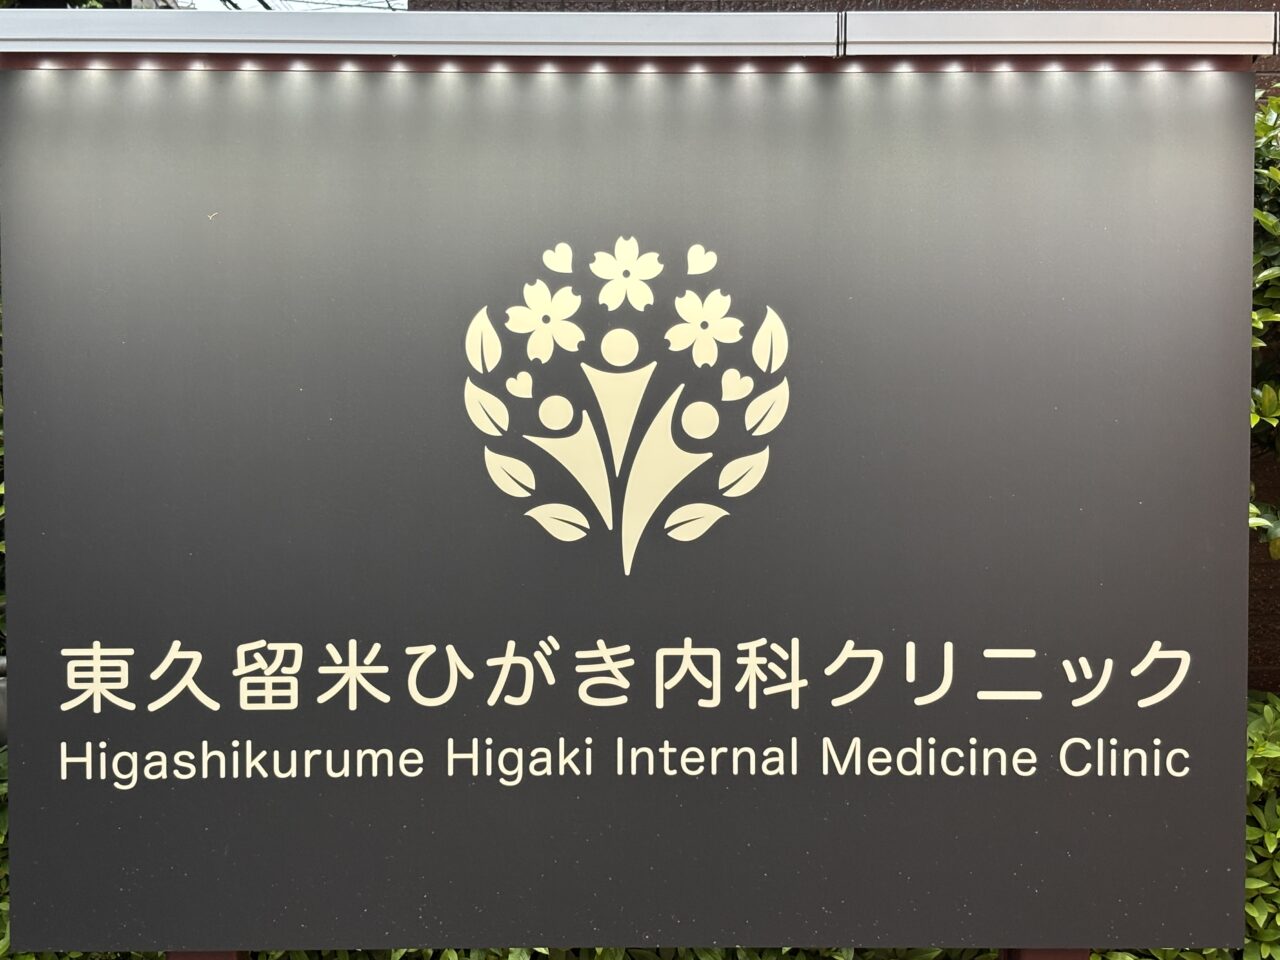 東久留米ひがき内科クリニック
Higashikurume Higaki Internal Medicine Clinic